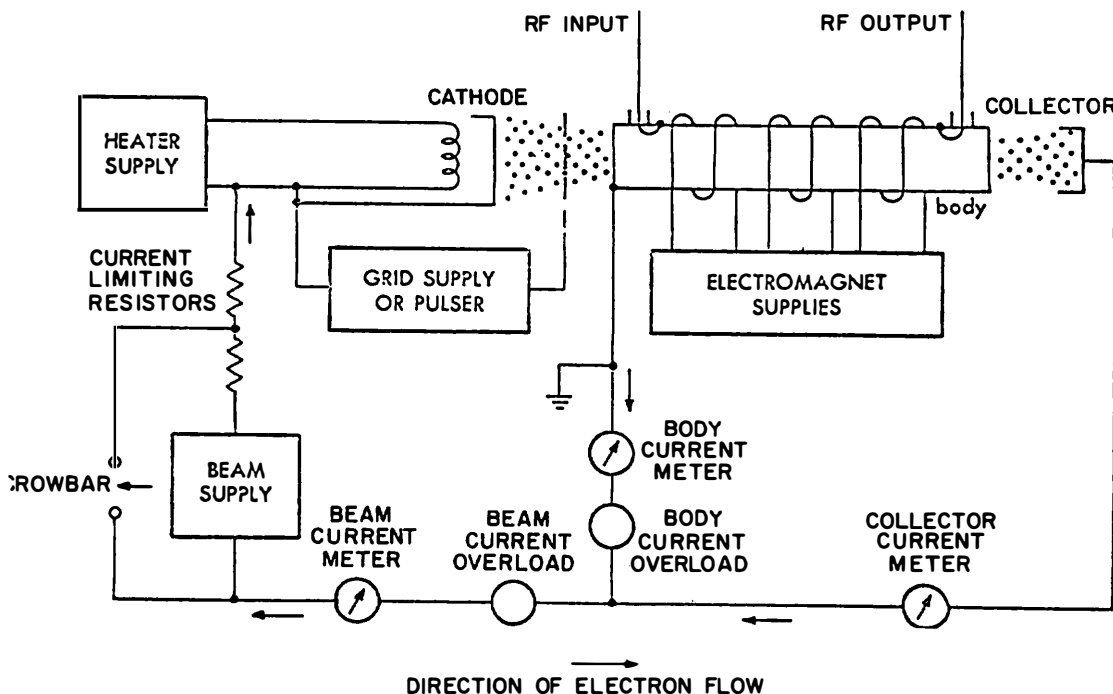 RF INPUT
RF OUTPUT
CATHODE
COLLECTOR
HEATER
SUPPLY
body
CURRENT
LIMITING
RESISTORS
GRID SUPPLY
OR PULSER
ELECTROMAGNET
SUPPLIES
BODY
CURRENT
METER
BEAM
SUPPLY
ROWBAR
BEAM
CURRENT
METER
BEAM
CURRENT
OVERLOAD
BODY
CURRENT
OVERLOAD
COLLECTOR
CURRENT
METER
DIRECTION OF ELECTRON FLOW